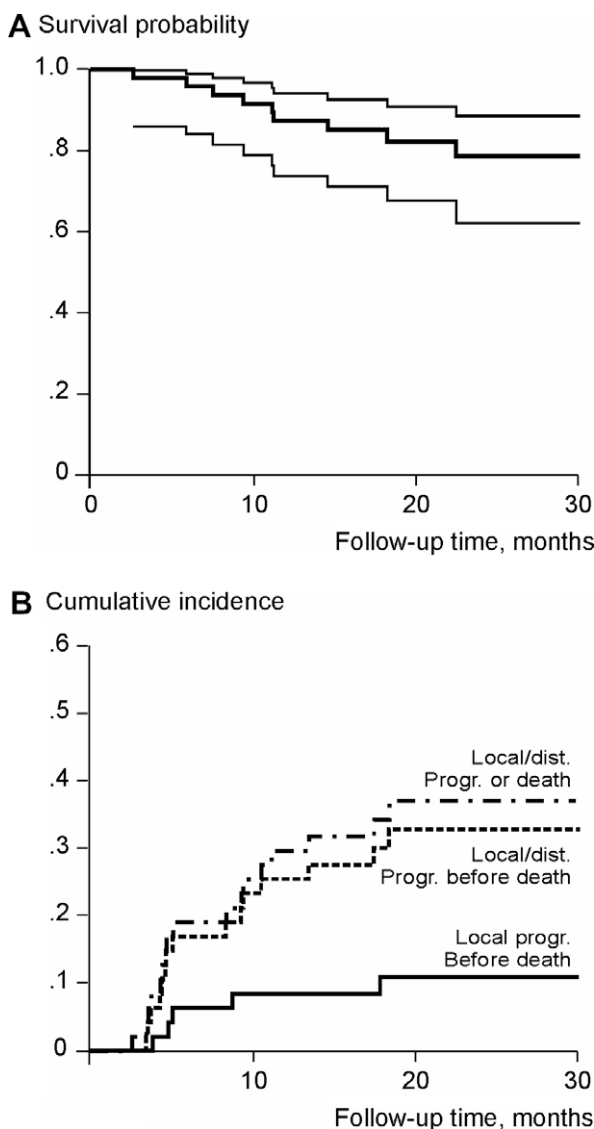 A Survival probability
1.0
.8
.6
.4
.2
0
0 10 20 30
Follow-up time, months
B Cumulative incidence
.6
.5
.4
.3
.2
.1
0
Local/dist.
Progr. or death
Local/dist.
Progr. before death
Local progr.
Before death
10 20 30
Follow-up time, months